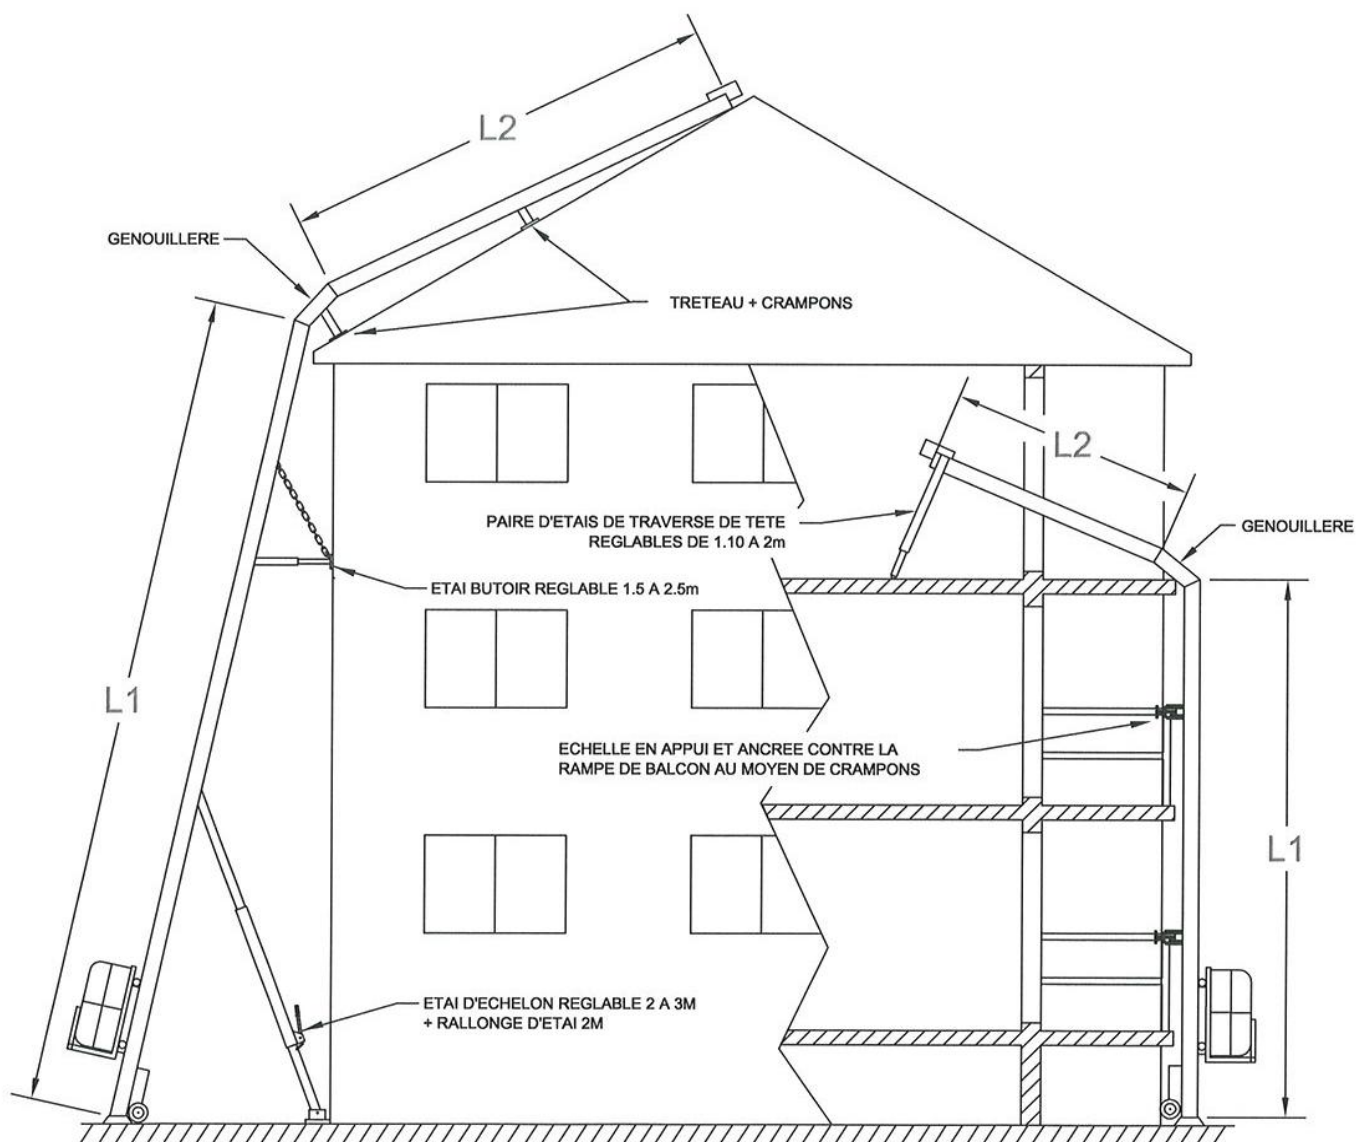 L2
GENOUILLERE
TRETEAU + CRAMPONS
L2
PAIRE D'ETAIS DE TRAVERSE DE TETE
REGLABLES DE 1.10 A 2m
GENOUILLERE
ETAI BUTOIR REGLABLE 1.5 A 2.5m
L1
ECHELLE EN APPUI ET ANCREE CONTRE LA
RAMPE DE BALCON AU MOYEN DE CRAMPONS
L1
ETAI D'ECHELON REGLABLE 2 A 3M
+ RALLONGE D'ETAI 2M